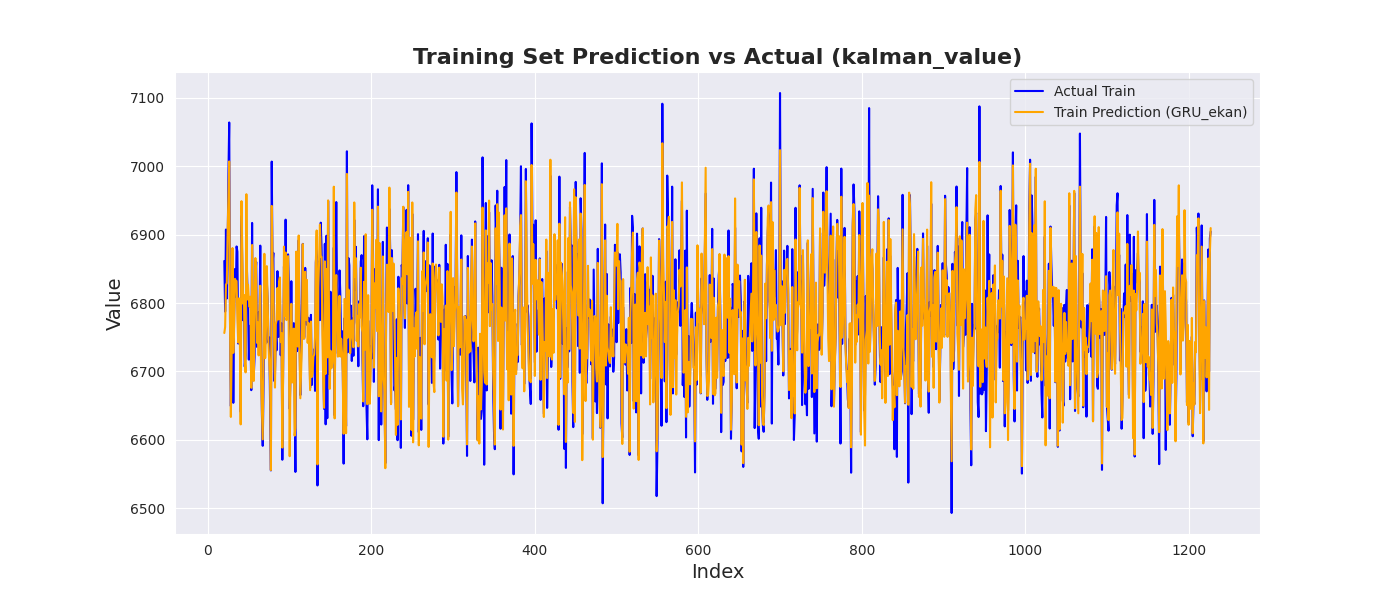 Training Set Prediction vs Actual (kalman_value)
Actual Train
Train Prediction (GRU_ekan)
Value
7100
7000
6900
6800
6700
6600
6500
0 200 400 600 800 1000 1200
Index